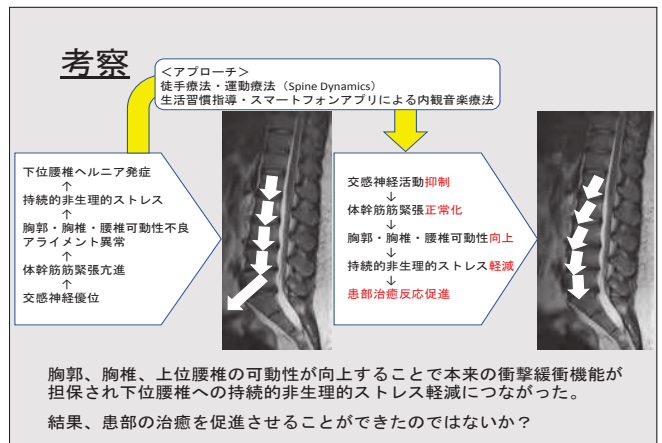 考察
＜アプローチ＞
徒手療法・運動療法（Spine Dynamics）
生活習慣指導・スマートフォンアプリによる内観音楽療法
下位腰椎ヘルニア発症
↑
持続的非生理的ストレス
↑
胸郭・胸椎・腰椎可動性不良
アライメント異常
↑
体幹筋筋緊張亢進
↑
交感神経優位
交感神経活動抑制
↓
体幹筋筋緊張正常化
↓
胸郭・胸椎・腰椎可動性向上
↓
持続的非生理的ストレス軽減
↓
患部治癒反応促進
胸郭、胸椎、上位腰椎の可動性が向上することで本来の衝撃緩衝機能が
担保され下位腰椎への持続的非生理的ストレス軽減につながった。
結果、患部の治癒を促進させることができたのではないか？